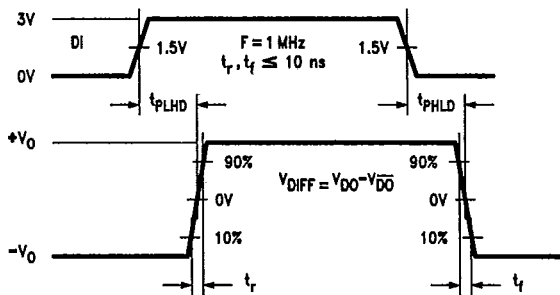 3V
DI
1.5V
F = 1 MHz
t_r, t_f ≤ 10 ns
1.5V
0V
t_PLHD
t_PHLD
+V_O
90%
90%
V_DIFF = V_DO − V_D̅O̅
0V
0V
10%
10%
−V_O
t_r
t_f